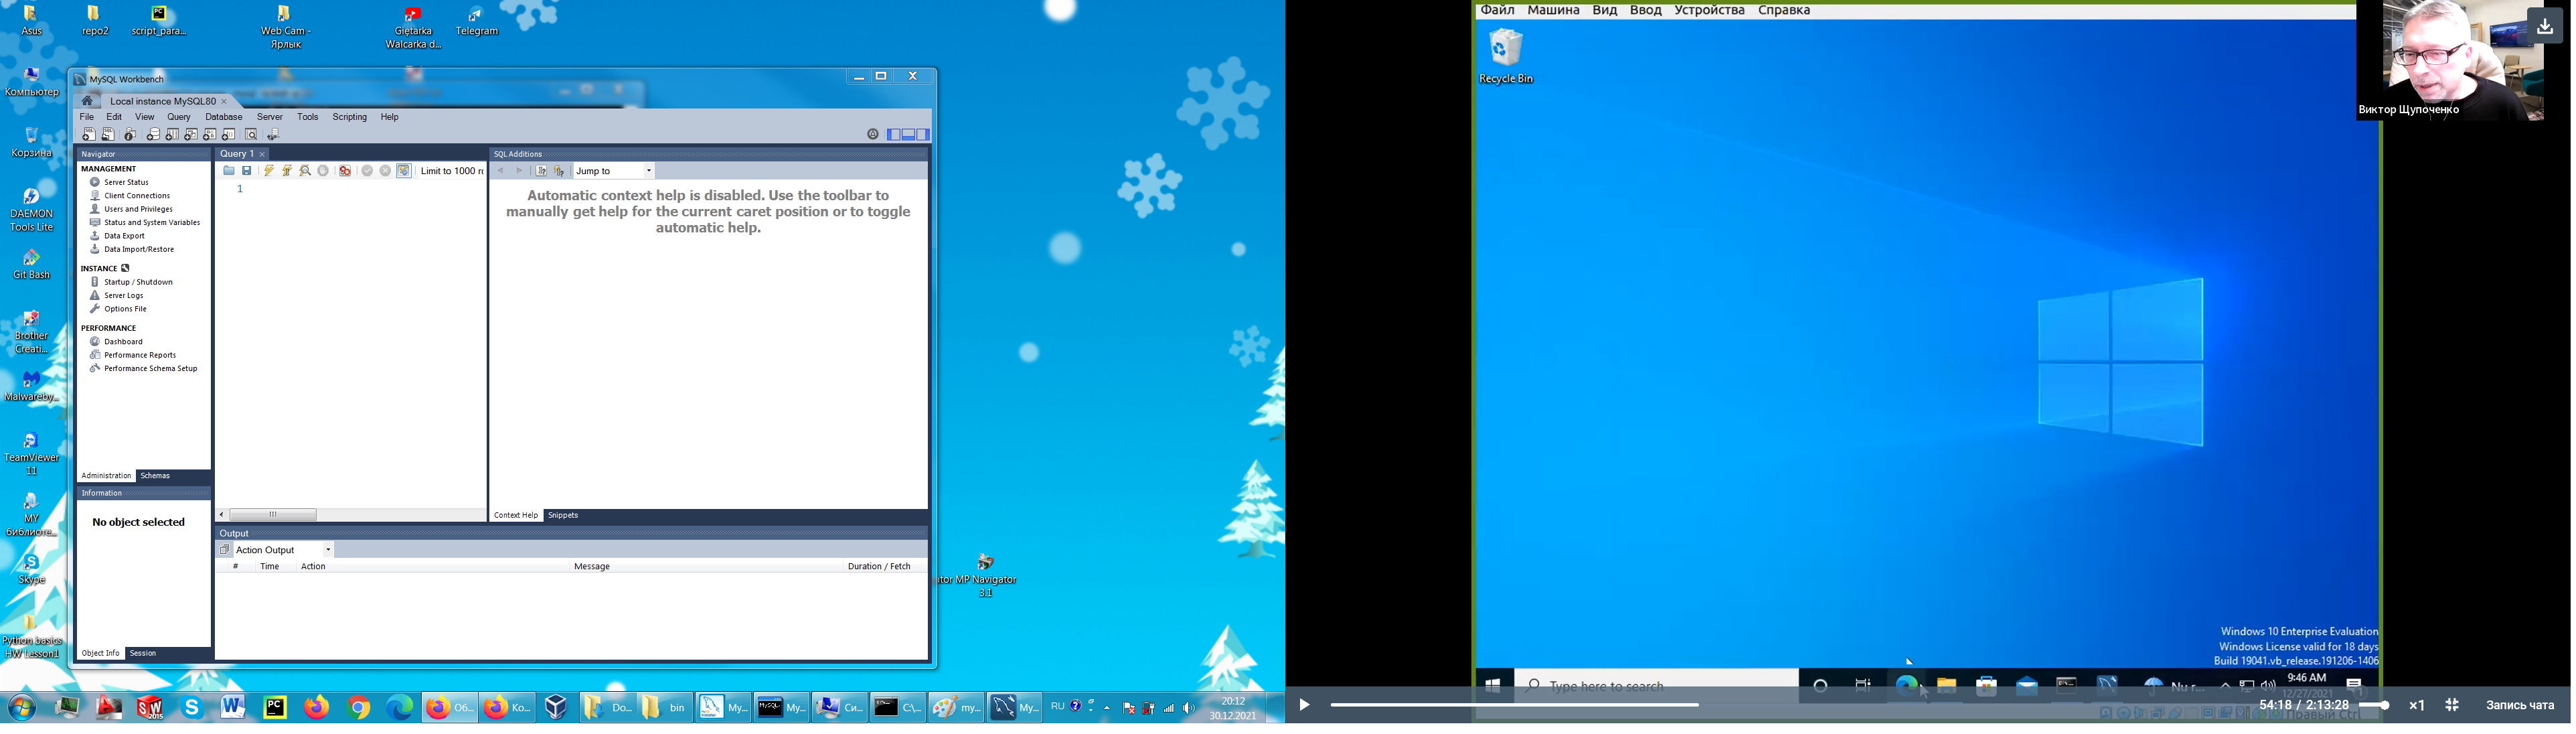 Asus
repo2
script_para...
Web Cam -
Ярлык
Giętarka
Walcarka d...
Telegram
Компьютер
Корзина
DAEMON
Tools Lite
Git Bash
Brother
Creati...
Malwareby...
TeamViewer
11
MY
библиоте...
Skype
Python basics
HW Lesson1
MySQL Workbench
Local instance MySQL80
File Edit View Query Database Server Tools Scripting Help
Navigator
MANAGEMENT
Server Status
Client Connections
Users and Privileges
Status and System Variables
Data Export
Data Import/Restore
INSTANCE
Startup / Shutdown
Server Logs
Options File
PERFORMANCE
Dashboard
Performance Reports
Performance Schema Setup
Administration Schemas
Information
No object selected
Object Info Session
Query 1
Limit to 1000 ro
1
SQL Additions
Jump to
Automatic context help is disabled. Use the toolbar to
manually get help for the current caret position or to toggle
automatic help.
Context Help Snippets
Output
Action Output
# Time Action Message Duration / Fetch
ator MP Navigator
3.1
SW 2015
W
PC
Об...
Ko...
Do...
bin
My...
My...
Си...
C:\...
my...
My...
RU
20:12
30.12.2021
Файл Машина Вид Ввод Устройства Справка
Recycle Bin
Виктор Щупоченко
Windows 10 Enterprise Evaluation
Windows License valid for 18 days
Build 19041.vb_release.191206-1406
Type here to search
Nu r...
9:46 AM
12/27/2021
54:18 / 2:13:28
×1
Запись чата
Правый Ctrl